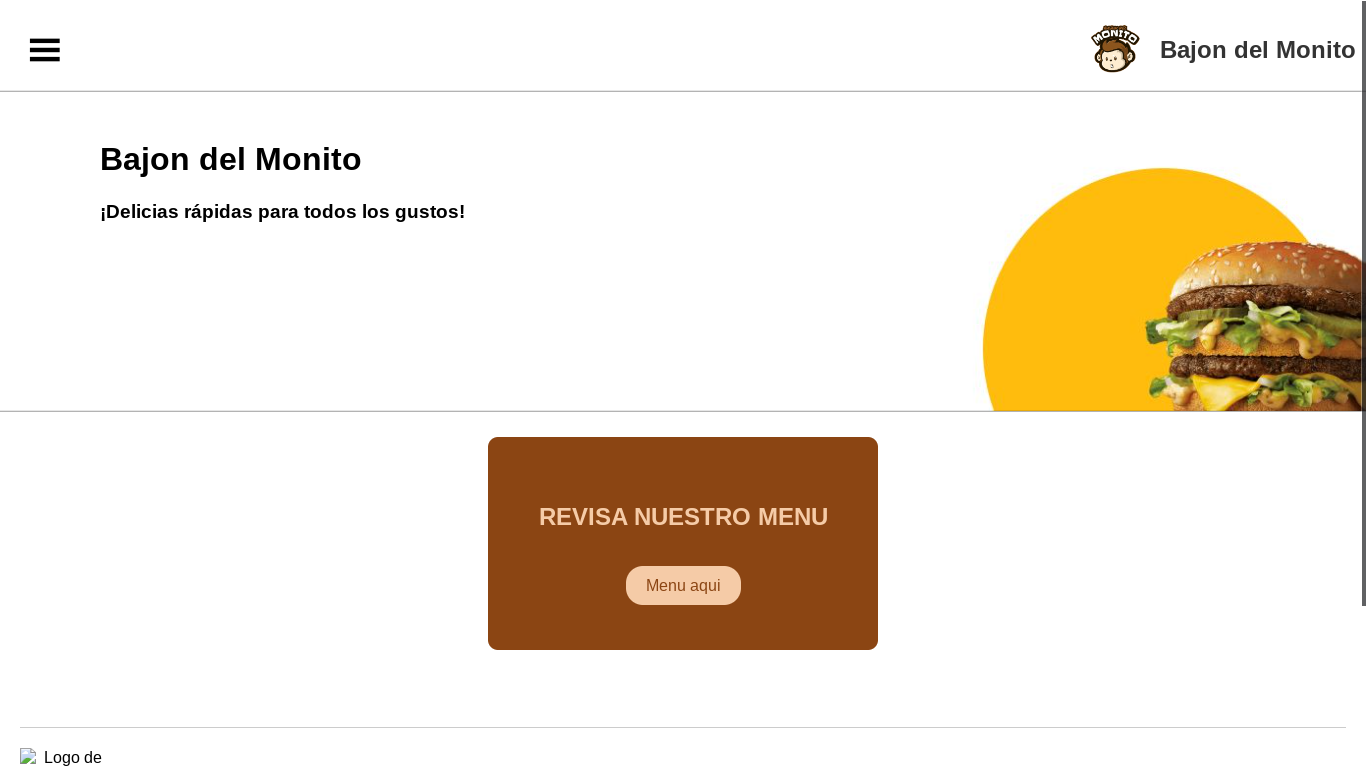 MONITO
Bajon del Monito
Bajon del Monito
¡Delicias rápidas para todos los gustos!
REVISA NUESTRO MENU
Menu aqui
Logo de